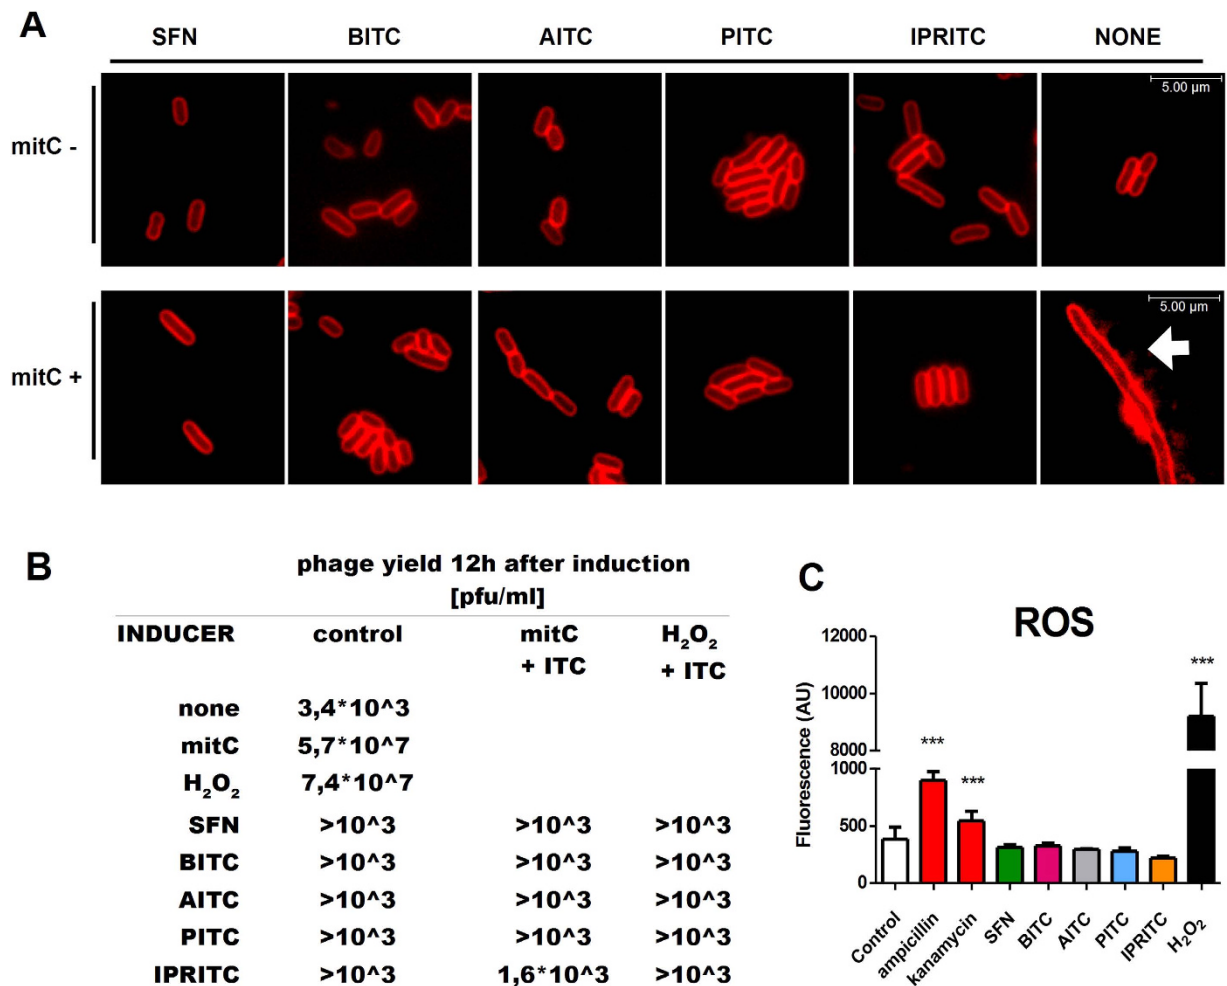 A
SFN BITC AITC PITC IPRITC NONE
mitC -
5.00 µm
mitC +
5.00 µm
B
phage yield 12h after induction
[pfu/ml]
INDUCER control mitC + ITC H₂O₂ + ITC
none 3,4*10^3
mitC 5,7*10^7
H₂O₂ 7,4*10^7
SFN >10^3 >10^3 >10^3
BITC >10^3 >10^3 >10^3
AITC >10^3 >10^3 >10^3
PITC >10^3 >10^3 >10^3
IPRITC >10^3 1,6*10^3 >10^3
C
ROS
Fluorescence (AU)
12000
10000
8000
1000
500
0
***
***
***
Control ampicillin kanamycin SFN BITC AITC PITC IPRITC H₂O₂